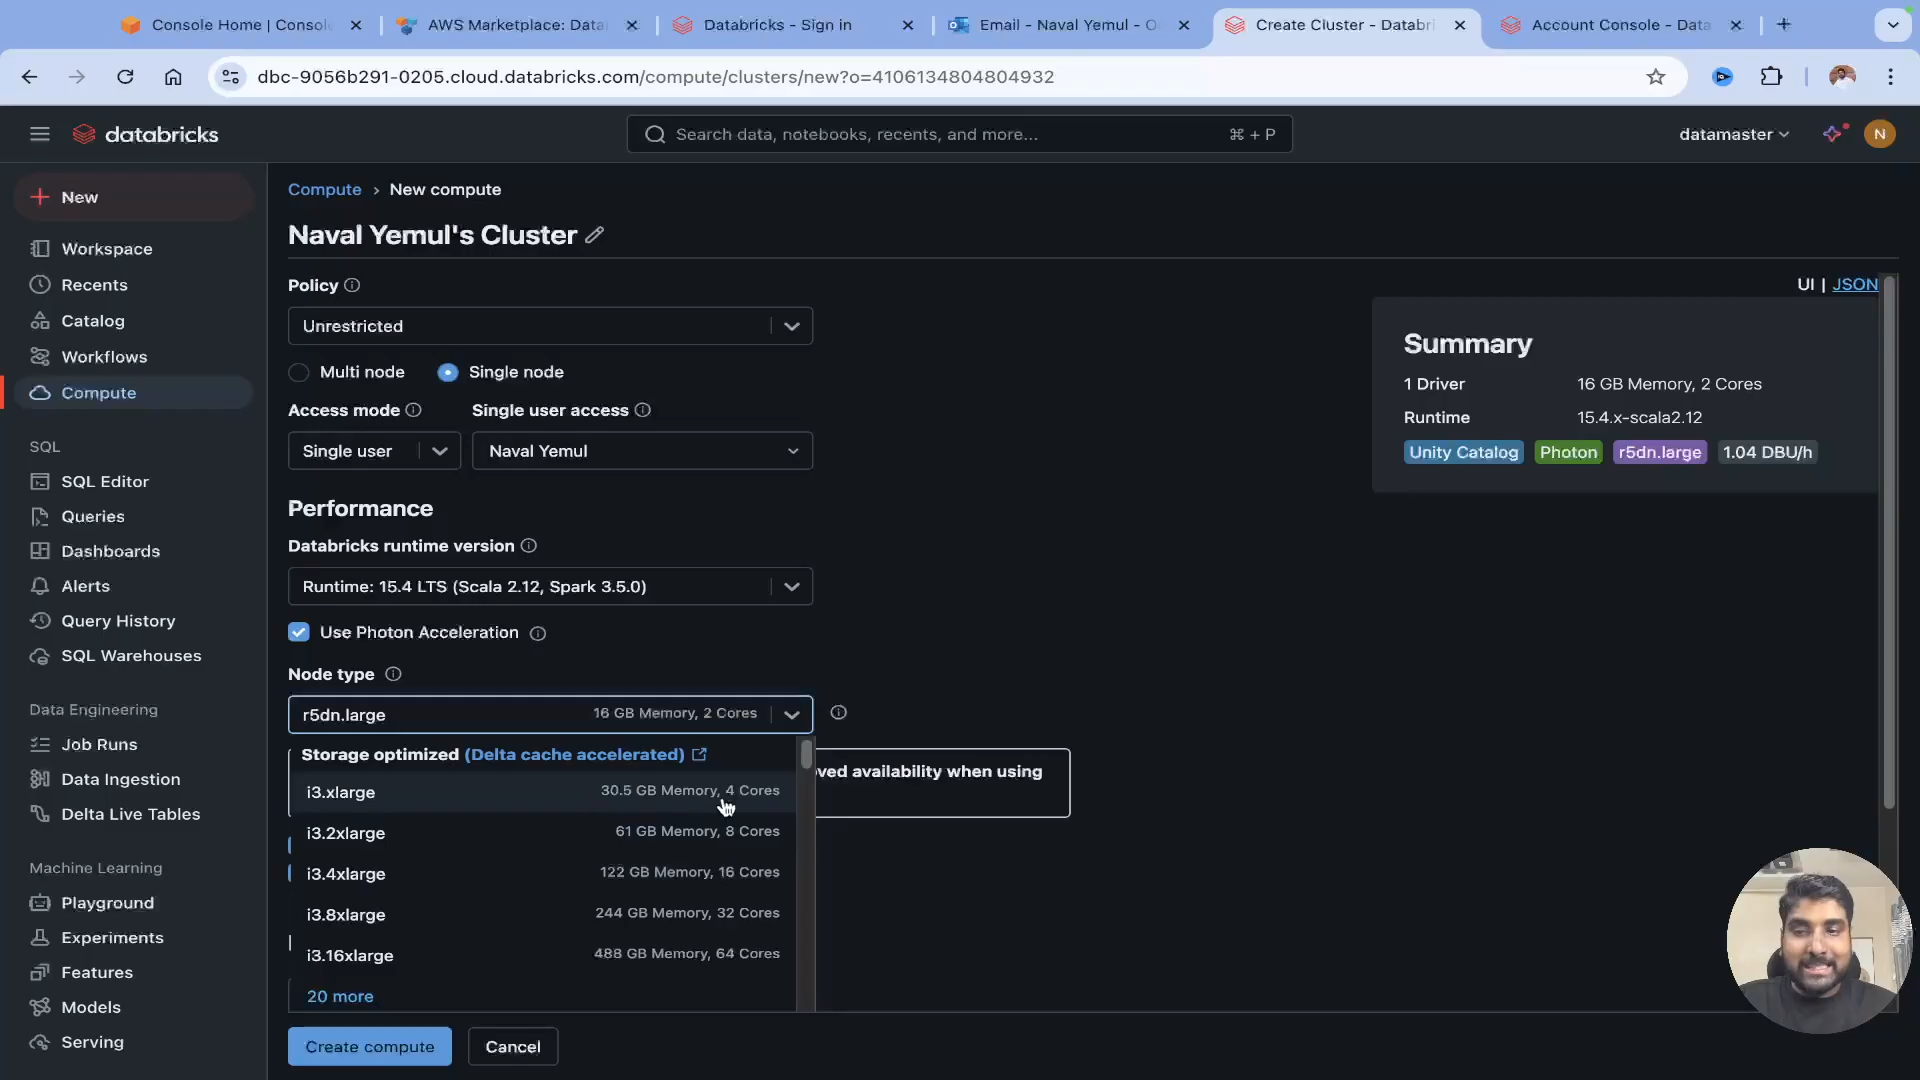 Console Home | Console
AWS Marketplace: Data
Databricks - Sign in
Email - Naval Yemul - O
Create Cluster - Databri
Account Console - Data
dbc-9056b291-0205.cloud.databricks.com/compute/clusters/new?o=4106134804804932
databricks
Search data, notebooks, recents, and more...
⌘ + P
datamaster
N
New
Workspace
Recents
Catalog
Workflows
Compute
SQL
SQL Editor
Queries
Dashboards
Alerts
Query History
SQL Warehouses
Data Engineering
Job Runs
Data Ingestion
Delta Live Tables
Machine Learning
Playground
Experiments
Features
Models
Serving
Compute > New compute
Naval Yemul's Cluster
Policy
Unrestricted
Multi node Single node
Access mode Single user access
Single user Naval Yemul
Performance
Databricks runtime version
Runtime: 15.4 LTS (Scala 2.12, Spark 3.5.0)
Use Photon Acceleration
Node type
r5dn.large 16 GB Memory, 2 Cores
Storage optimized (Delta cache accelerated)
oved availability when using
i3.xlarge 30.5 GB Memory, 4 Cores
i3.2xlarge 61 GB Memory, 8 Cores
i3.4xlarge 122 GB Memory, 16 Cores
i3.8xlarge 244 GB Memory, 32 Cores
i3.16xlarge 488 GB Memory, 64 Cores
20 more
Create compute Cancel
UI | JSON
Summary
1 Driver 16 GB Memory, 2 Cores
Runtime 15.4.x-scala2.12
Unity Catalog Photon r5dn.large 1.04 DBU/h